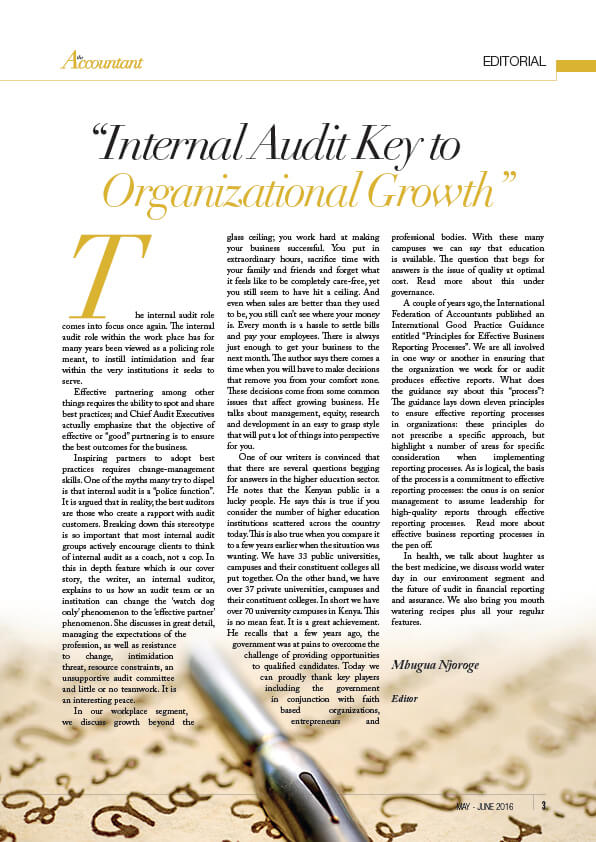 the
Accountant
EDITORIAL
“Internal Audit Key to
Organizational Growth”
The internal audit role
comes into focus once again. The internal
audit role within the work place has for
many years been viewed as a policing role
meant, to instill intimidation and fear
within the very institutions it seeks to
serve.
Effective partnering among other
things requires the ability to spot and share
best practices; and Chief Audit Executives
actually emphasize that the objective of
effective or “good” partnering is to ensure
the best outcomes for the business.
Inspiring partners to adopt best
practices requires change-management
skills. One of the myths many try to dispel
is that internal audit is a “police function”.
It is argued that in reality, the best auditors
are those who create a rapport with audit
customers. Breaking down this stereotype
is so important that most internal audit
groups actively encourage clients to think
of internal audit as a coach, not a cop. In
this in depth feature which is our cover
story, the writer, an internal auditor,
explains to us how an audit team or an
institution can change the ‘watch dog
only’ phenomenon to the ‘effective partner’
phenomenon. She discusses in great detail,
managing the expectations of the
profession, as well as resistance
to change, intimidation
threat, resource constraints, an
unsupportive audit committee
and little or no teamwork. It is
an interesting peace.
In our workplace segment,
we discuss growth beyond the
glass ceiling; you work hard at making
your business successful. You put in
extraordinary hours, sacrifice time with
your family and friends and forget what
it feels like to be completely care-free, yet
you still seem to have hit a ceiling. And
even when sales are better than they used
to be, you still can’t see where your money
is. Every month is a hassle to settle bills
and pay your employees. There is always
just enough to get your business to the
next month. The author says there comes a
time when you will have to make decisions
that remove you from your comfort zone.
These decisions come from some common
issues that affect growing business. He
talks about management, equity, research
and development in an easy to grasp style
that will put a lot of things into perspective
for you.
One of our writers is convinced that
that there are several questions begging
for answers in the higher education sector.
He notes that the Kenyan public is a
lucky people. He says this is true if you
consider the number of higher education
institutions scattered across the country
today.This is also true when you compare it
to a few years earlier when the situation was
wanting. We have 33 public universities,
campuses and their constituent colleges all
put together. On the other hand, we have
over 37 private universities, campuses and
their constituent colleges. In short we have
over 70 university campuses in Kenya. This
is no mean feat. It is a great achievement.
He recalls that a few years ago, the
government was at pains to overcome the
challenge of providing opportunities
to qualified candidates. Today we
can proudly thank key players
including the government
in conjunction with faith
based organizations,
entrepreneurs and
professional bodies. With these many
campuses we can say that education
is available. The question that begs for
answers is the issue of quality at optimal
cost. Read more about this under
governance.
A couple of years ago, the International
Federation of Accountants published an
International Good Practice Guidance
entitled “Principles for Effective Business
Reporting Processes”. We are all involved
in one way or another in ensuring that
the organization we work for or audit
produces effective reports. What does
the guidance say about this “process”?
The guidance lays down eleven principles
to ensure effective reporting processes
in organizations: these principles do
not prescribe a specific approach, but
highlight a number of areas for specific
consideration when implementing
reporting processes. As is logical, the basis
of the process is a commitment to effective
reporting processes: the onus is on senior
management to assume leadership for
high-quality reports through effective
reporting processes. Read more about
effective business reporting processes in
the pen off.
In health, we talk about laughter as
the best medicine, we discuss world water
day in our environment segment and
the future of audit in financial reporting
and assurance. We also bring you mouth
watering recipes plus all your regular
features.
Mbugua Njoroge
Editor
MAY - JUNE 2016 3